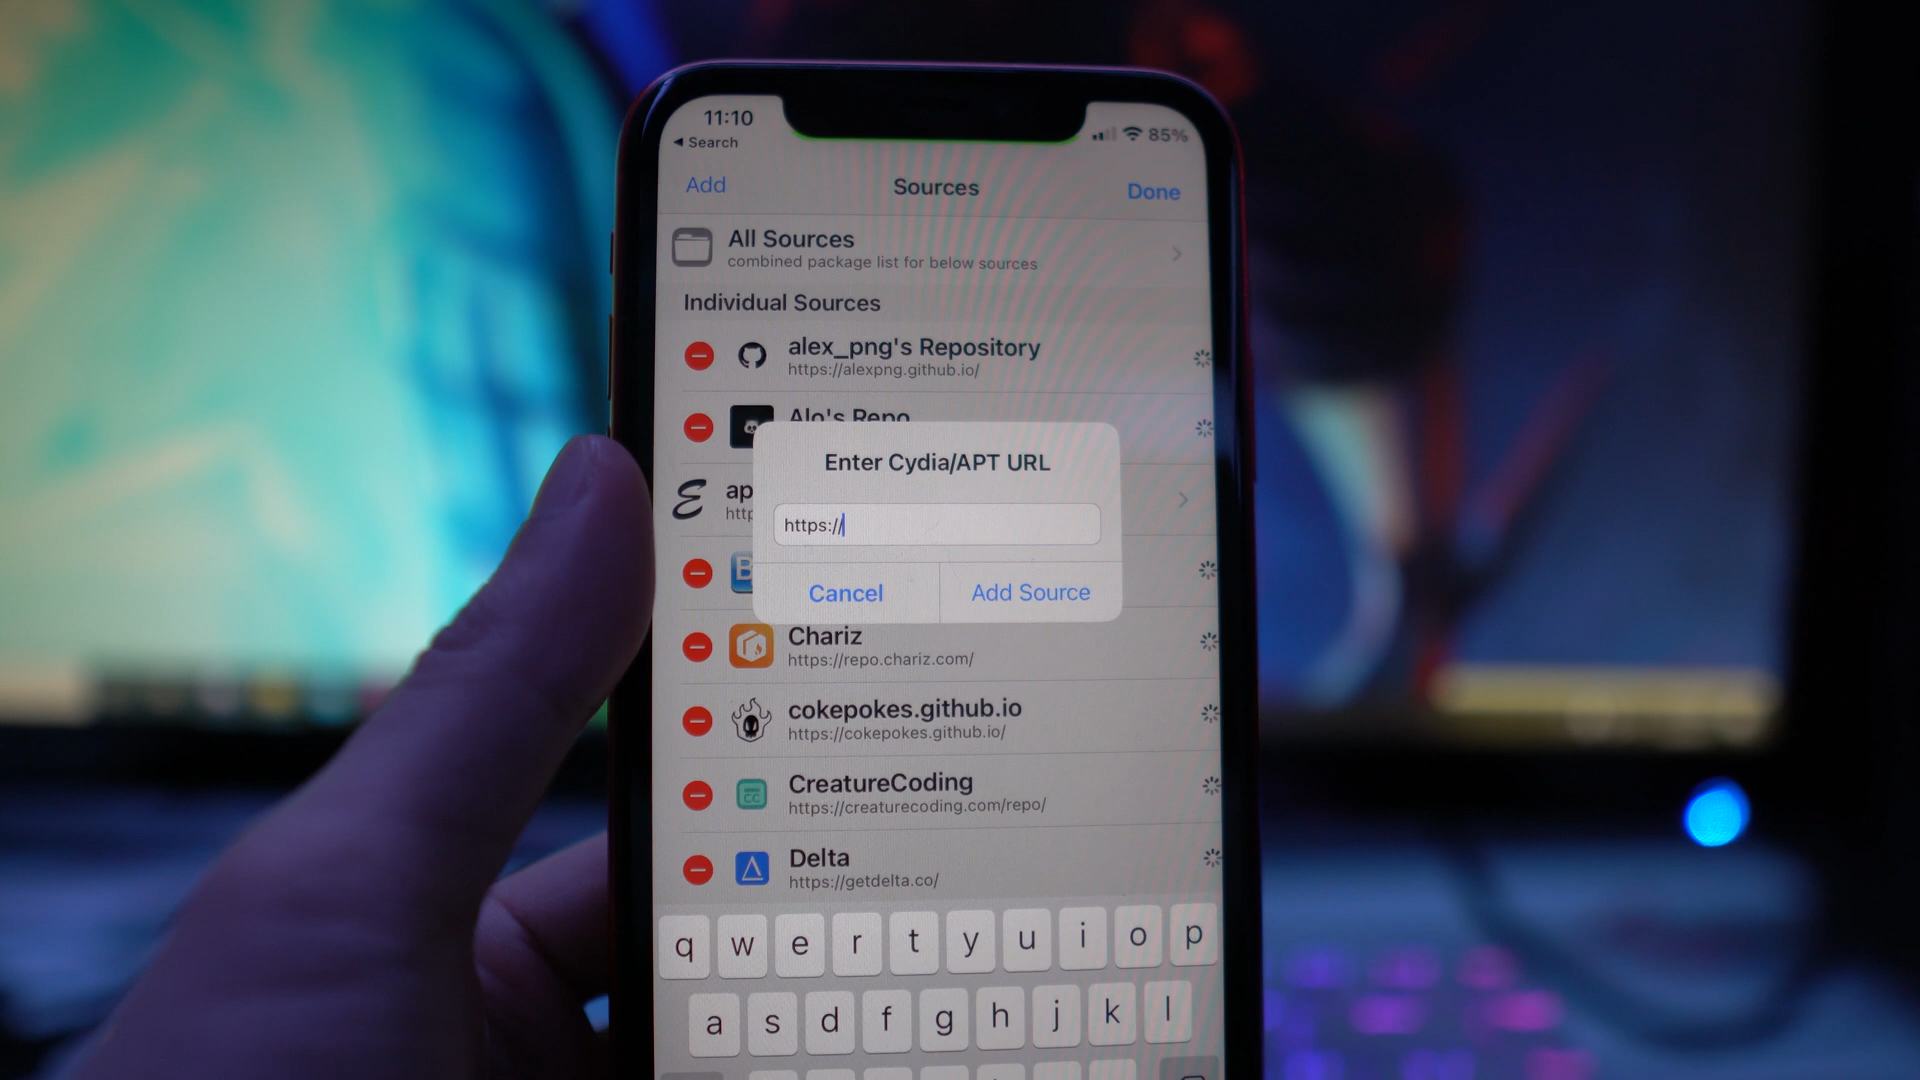 11:10
85%
Search
Add
Sources
Done
All Sources
combined package list for below sources
Individual Sources
alex_png's Repository
https://alexpng.github.io/
Alo's Repo
Enter Cydia/APT URL
https://
Cancel
Add Source
Chariz
https://repo.chariz.com/
cokepokes.github.io
https://cokepokes.github.io/
CreatureCoding
CC
https://creaturecoding.com/repo/
Delta
https://getdelta.co/
q w e r t y u i o p
a s d f g h j k l